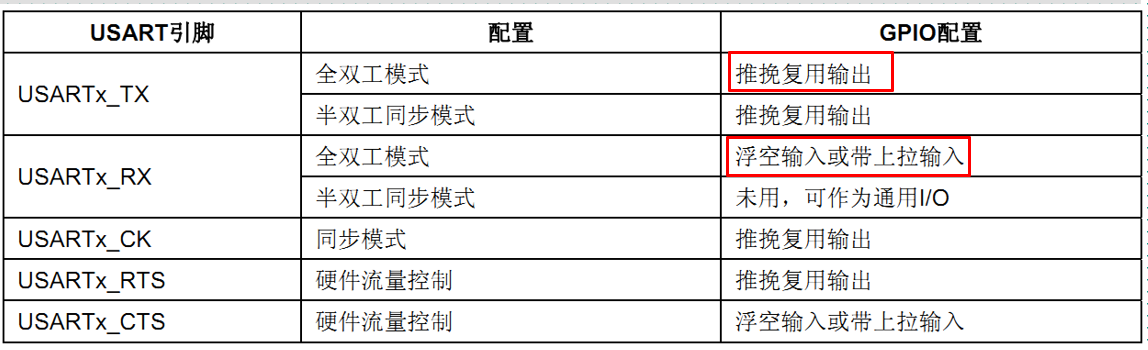 USART引脚 配置 GPIO配置
USARTx_TX 全双工模式 推挽复用输出
半双工同步模式 推挽复用输出
USARTx_RX 全双工模式 浮空输入或带上拉输入
半双工同步模式 未用，可作为通用I/O
USARTx_CK 同步模式 推挽复用输出
USARTx_RTS 硬件流量控制 推挽复用输出
USARTx_CTS 硬件流量控制 浮空输入或带上拉输入